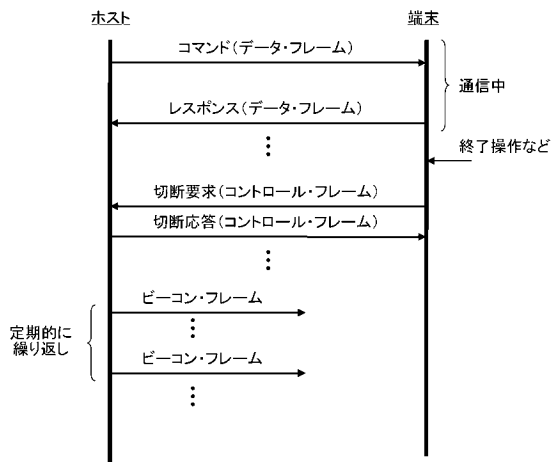 ホスト
端末
コマンド(データ・フレーム)
通信中
レスポンス(データ・フレーム)
終了操作など
切断要求(コントロール・フレーム)
切断応答(コントロール・フレーム)
ビーコン・フレーム
定期的に
繰り返し
ビーコン・フレーム